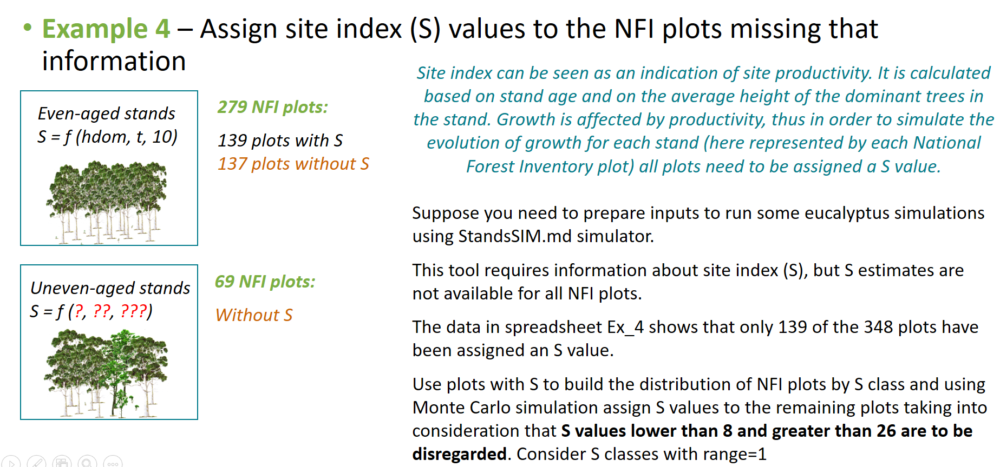 • Example 4 – Assign site index (S) values to the NFI plots missing that
information
Even-aged stands
S = f (hdom, t, 10)
279 NFI plots:
139 plots with S
137 plots without S
Uneven-aged stands
S = f (?, ??, ???)
69 NFI plots:
Without S
Site index can be seen as an indication of site productivity. It is calculated
based on stand age and on the average height of the dominant trees in
the stand. Growth is affected by productivity, thus in order to simulate the
evolution of growth for each stand (here represented by each National
Forest Inventory plot) all plots need to be assigned a S value.
Suppose you need to prepare inputs to run some eucalyptus simulations
using StandsSIM.md simulator.
This tool requires information about site index (S), but S estimates are
not available for all NFI plots.
The data in spreadsheet Ex_4 shows that only 139 of the 348 plots have
been assigned an S value.
Use plots with S to build the distribution of NFI plots by S class and using
Monte Carlo simulation assign S values to the remaining plots taking into
consideration that S values lower than 8 and greater than 26 are to be
disregarded. Consider S classes with range=1